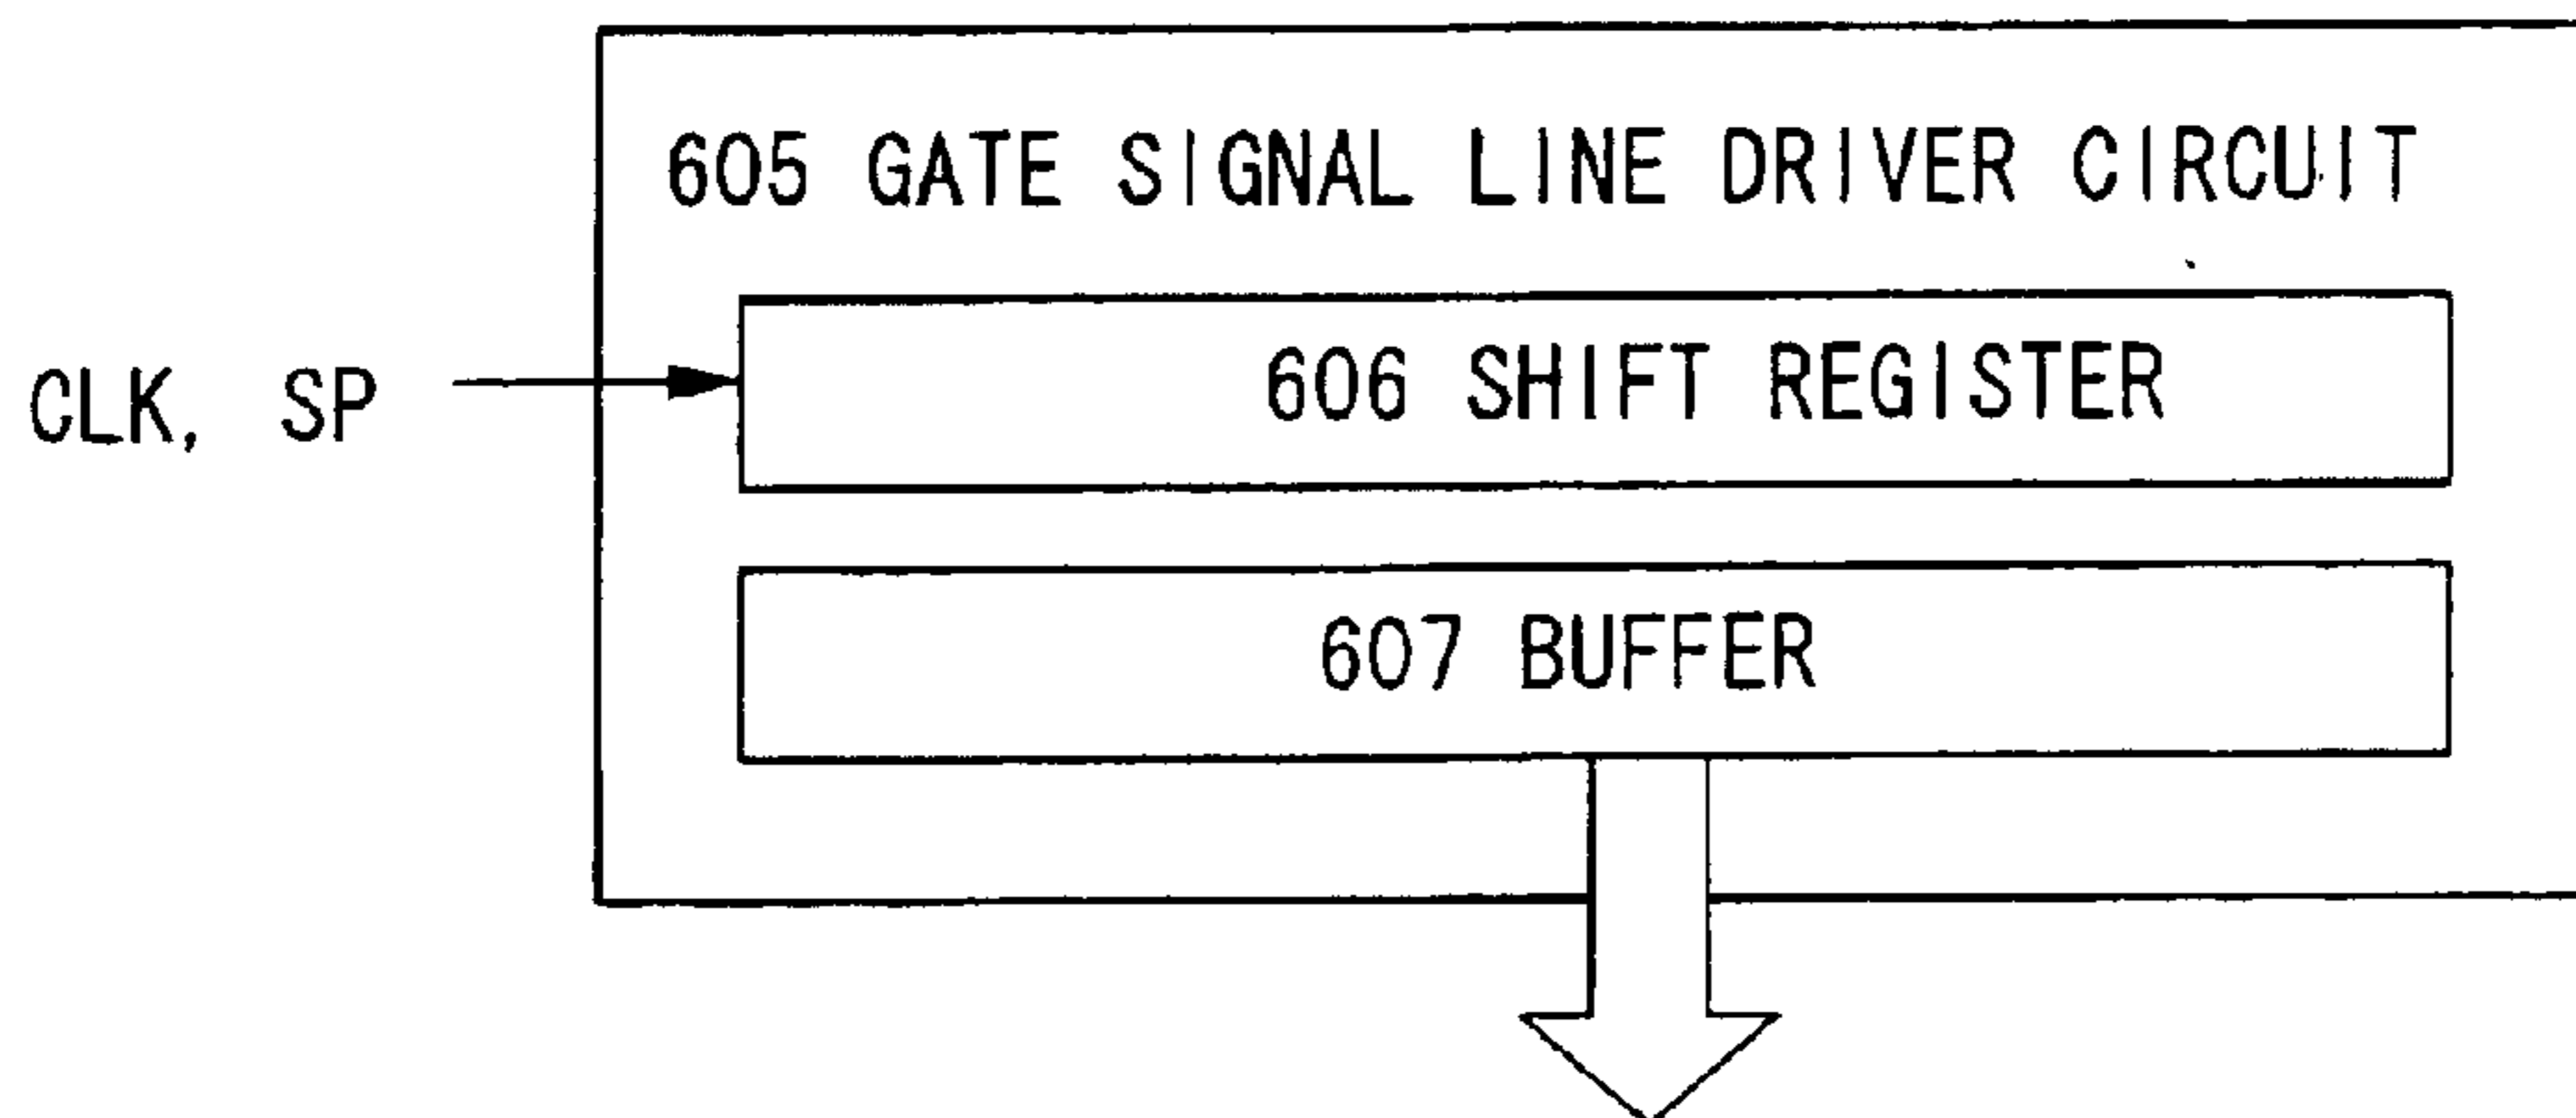 605 GATE SIGNAL LINE DRIVER CIRCUIT
CLK, SP
606 SHIFT REGISTER
607 BUFFER